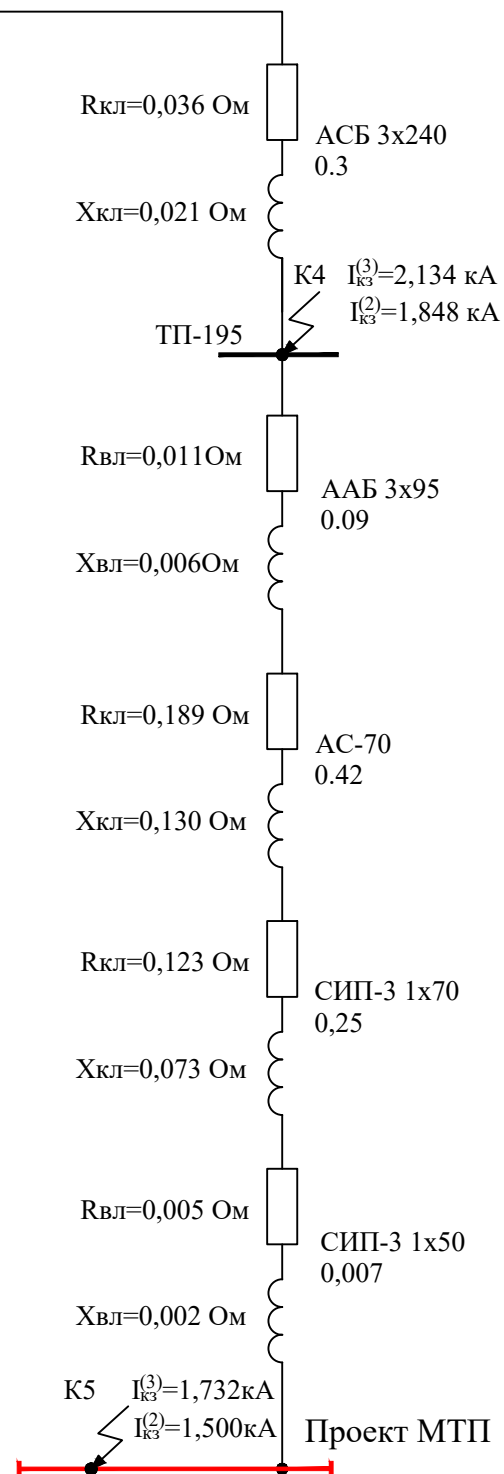 Rкл=0,036 Ом
АСБ 3х240
0.3
Xкл=0,021 Ом
К4 I(3)кз=2,134 кА
I(2)кз=1,848 кА
ТП-195
Rвл=0,011Ом
ААБ 3х95
0.09
Xвл=0,006Ом
Rкл=0,189 Ом
АС-70
0.42
Xкл=0,130 Ом
Rкл=0,123 Ом
СИП-3 1х70
0,25
Xкл=0,073 Ом
Rвл=0,005 Ом
СИП-3 1х50
0,007
Xвл=0,002 Ом
К5 I(3)кз=1,732кА
I(2)кз=1,500кА
Проект МТП